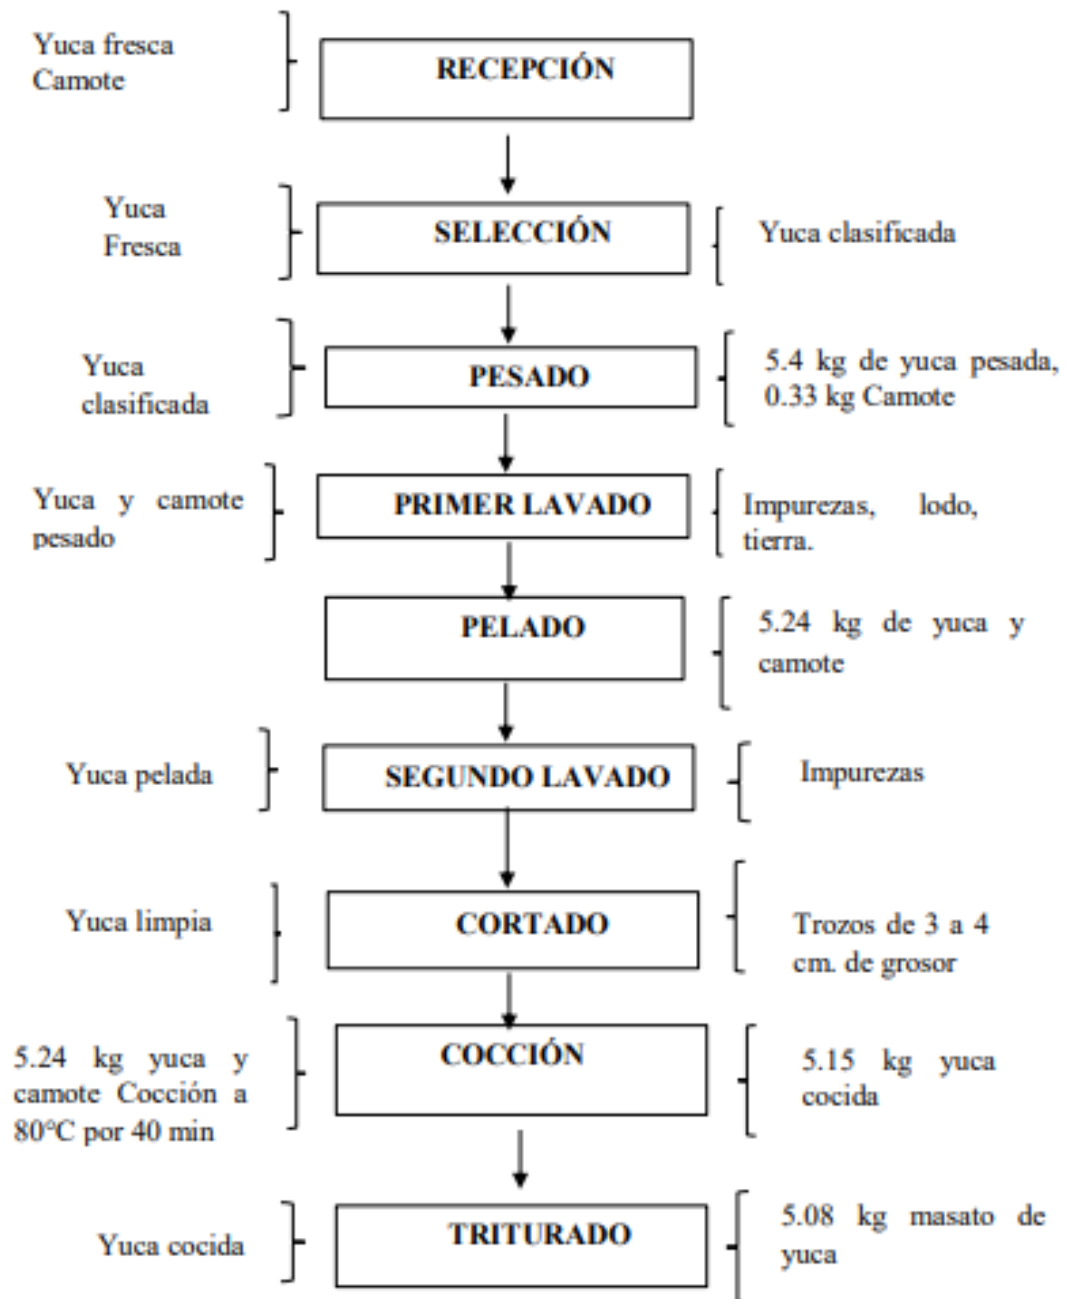 Yuca fresca
Camote
RECEPCIÓN
Yuca
Fresca
SELECCIÓN
Yuca clasificada
Yuca
clasificada
PESADO
5.4 kg de yuca pesada,
0.33 kg Camote
Yuca y camote
pesado
PRIMER LAVADO
Impurezas, lodo,
tierra.
PELADO
5.24 kg de yuca y
camote
Yuca pelada
SEGUNDO LAVADO
Impurezas
Yuca limpia
CORTADO
Trozos de 3 a 4
cm. de grosor
5.24 kg yuca y
camote Cocción a
80°C por 40 min
COCCIÓN
5.15 kg yuca
cocida
Yuca cocida
TRITURADO
5.08 kg masato de
yuca